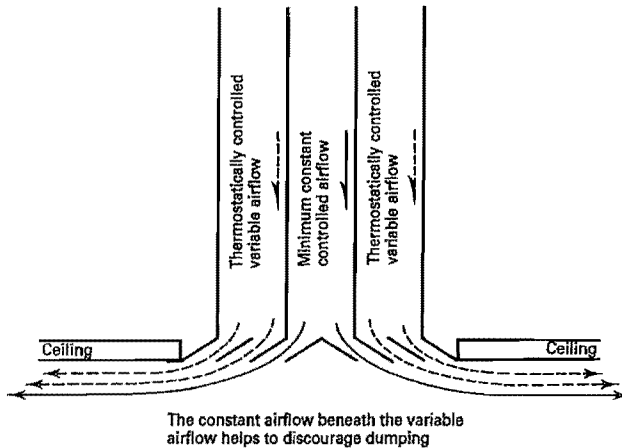 Thermostatically controlled
variable airflow
Minimum constant
controlled airflow
Thermostatically controlled
variable airflow
Ceiling
Ceiling
The constant airflow beneath the variable
airflow helps to discourage dumping